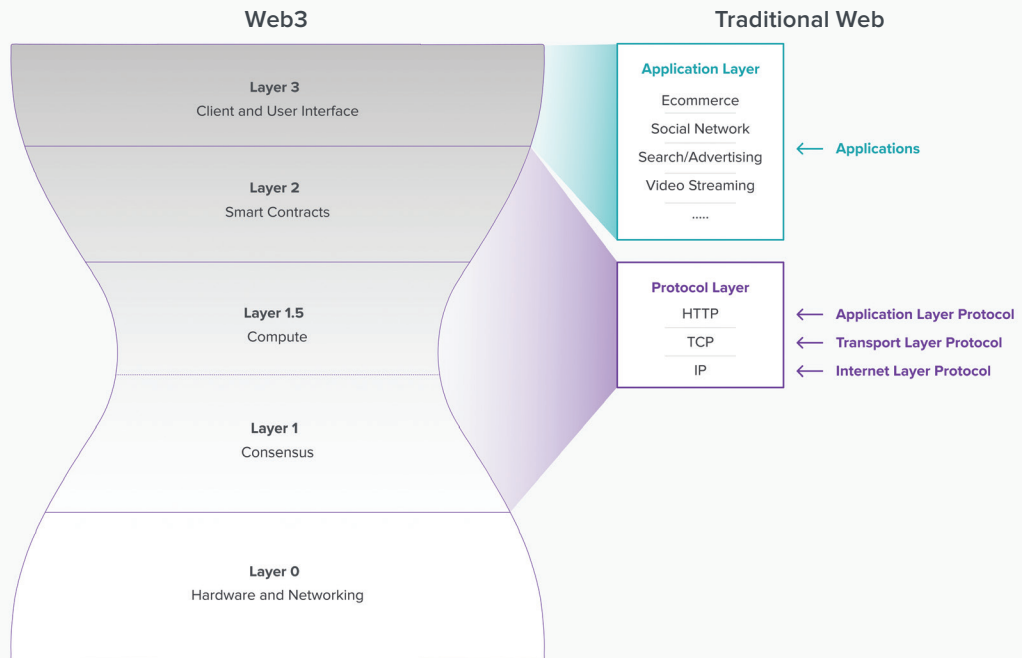 Web3
Traditional Web
Layer 3
Client and User Interface
Layer 2
Smart Contracts
Layer 1.5
Compute
Layer 1
Consensus
Layer 0
Hardware and Networking
Application Layer
Ecommerce
Social Network
Search/Advertising
Video Streaming
.....
Applications
Protocol Layer
HTTP
Application Layer Protocol
TCP
Transport Layer Protocol
IP
Internet Layer Protocol